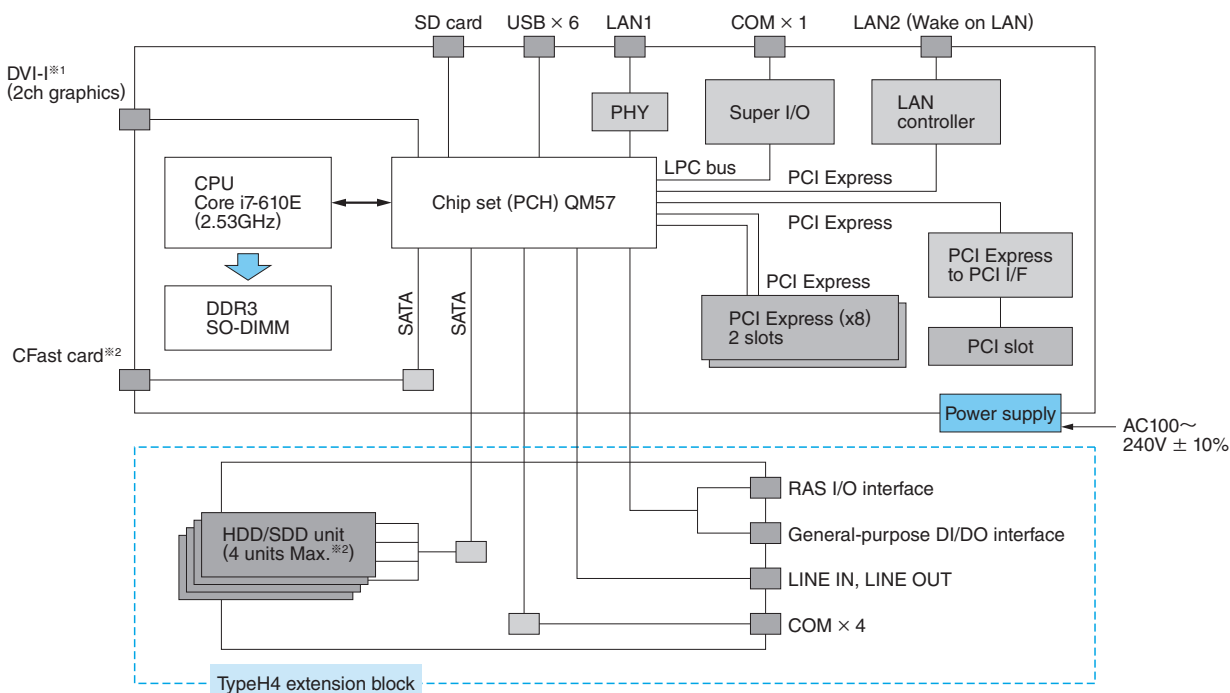 SD card
USB × 6
LAN1
COM × 1
LAN2 (Wake on LAN)
DVI-I※1
(2ch graphics)
PHY
Super I/O
LAN
controller
LPC bus
PCI Express
CPU
Core i7-610E
(2.53GHz)
Chip set (PCH) QM57
PCI Express
PCI Express
to PCI I/F
PCI Express
DDR3
SO-DIMM
SATA
SATA
PCI Express (x8)
2 slots
PCI slot
CFast card※2
Power supply
AC100～
240V ± 10%
RAS I/O interface
HDD/SDD unit
(4 units Max.※2)
General-purpose DI/DO interface
LINE IN, LINE OUT
COM × 4
TypeH4 extension block